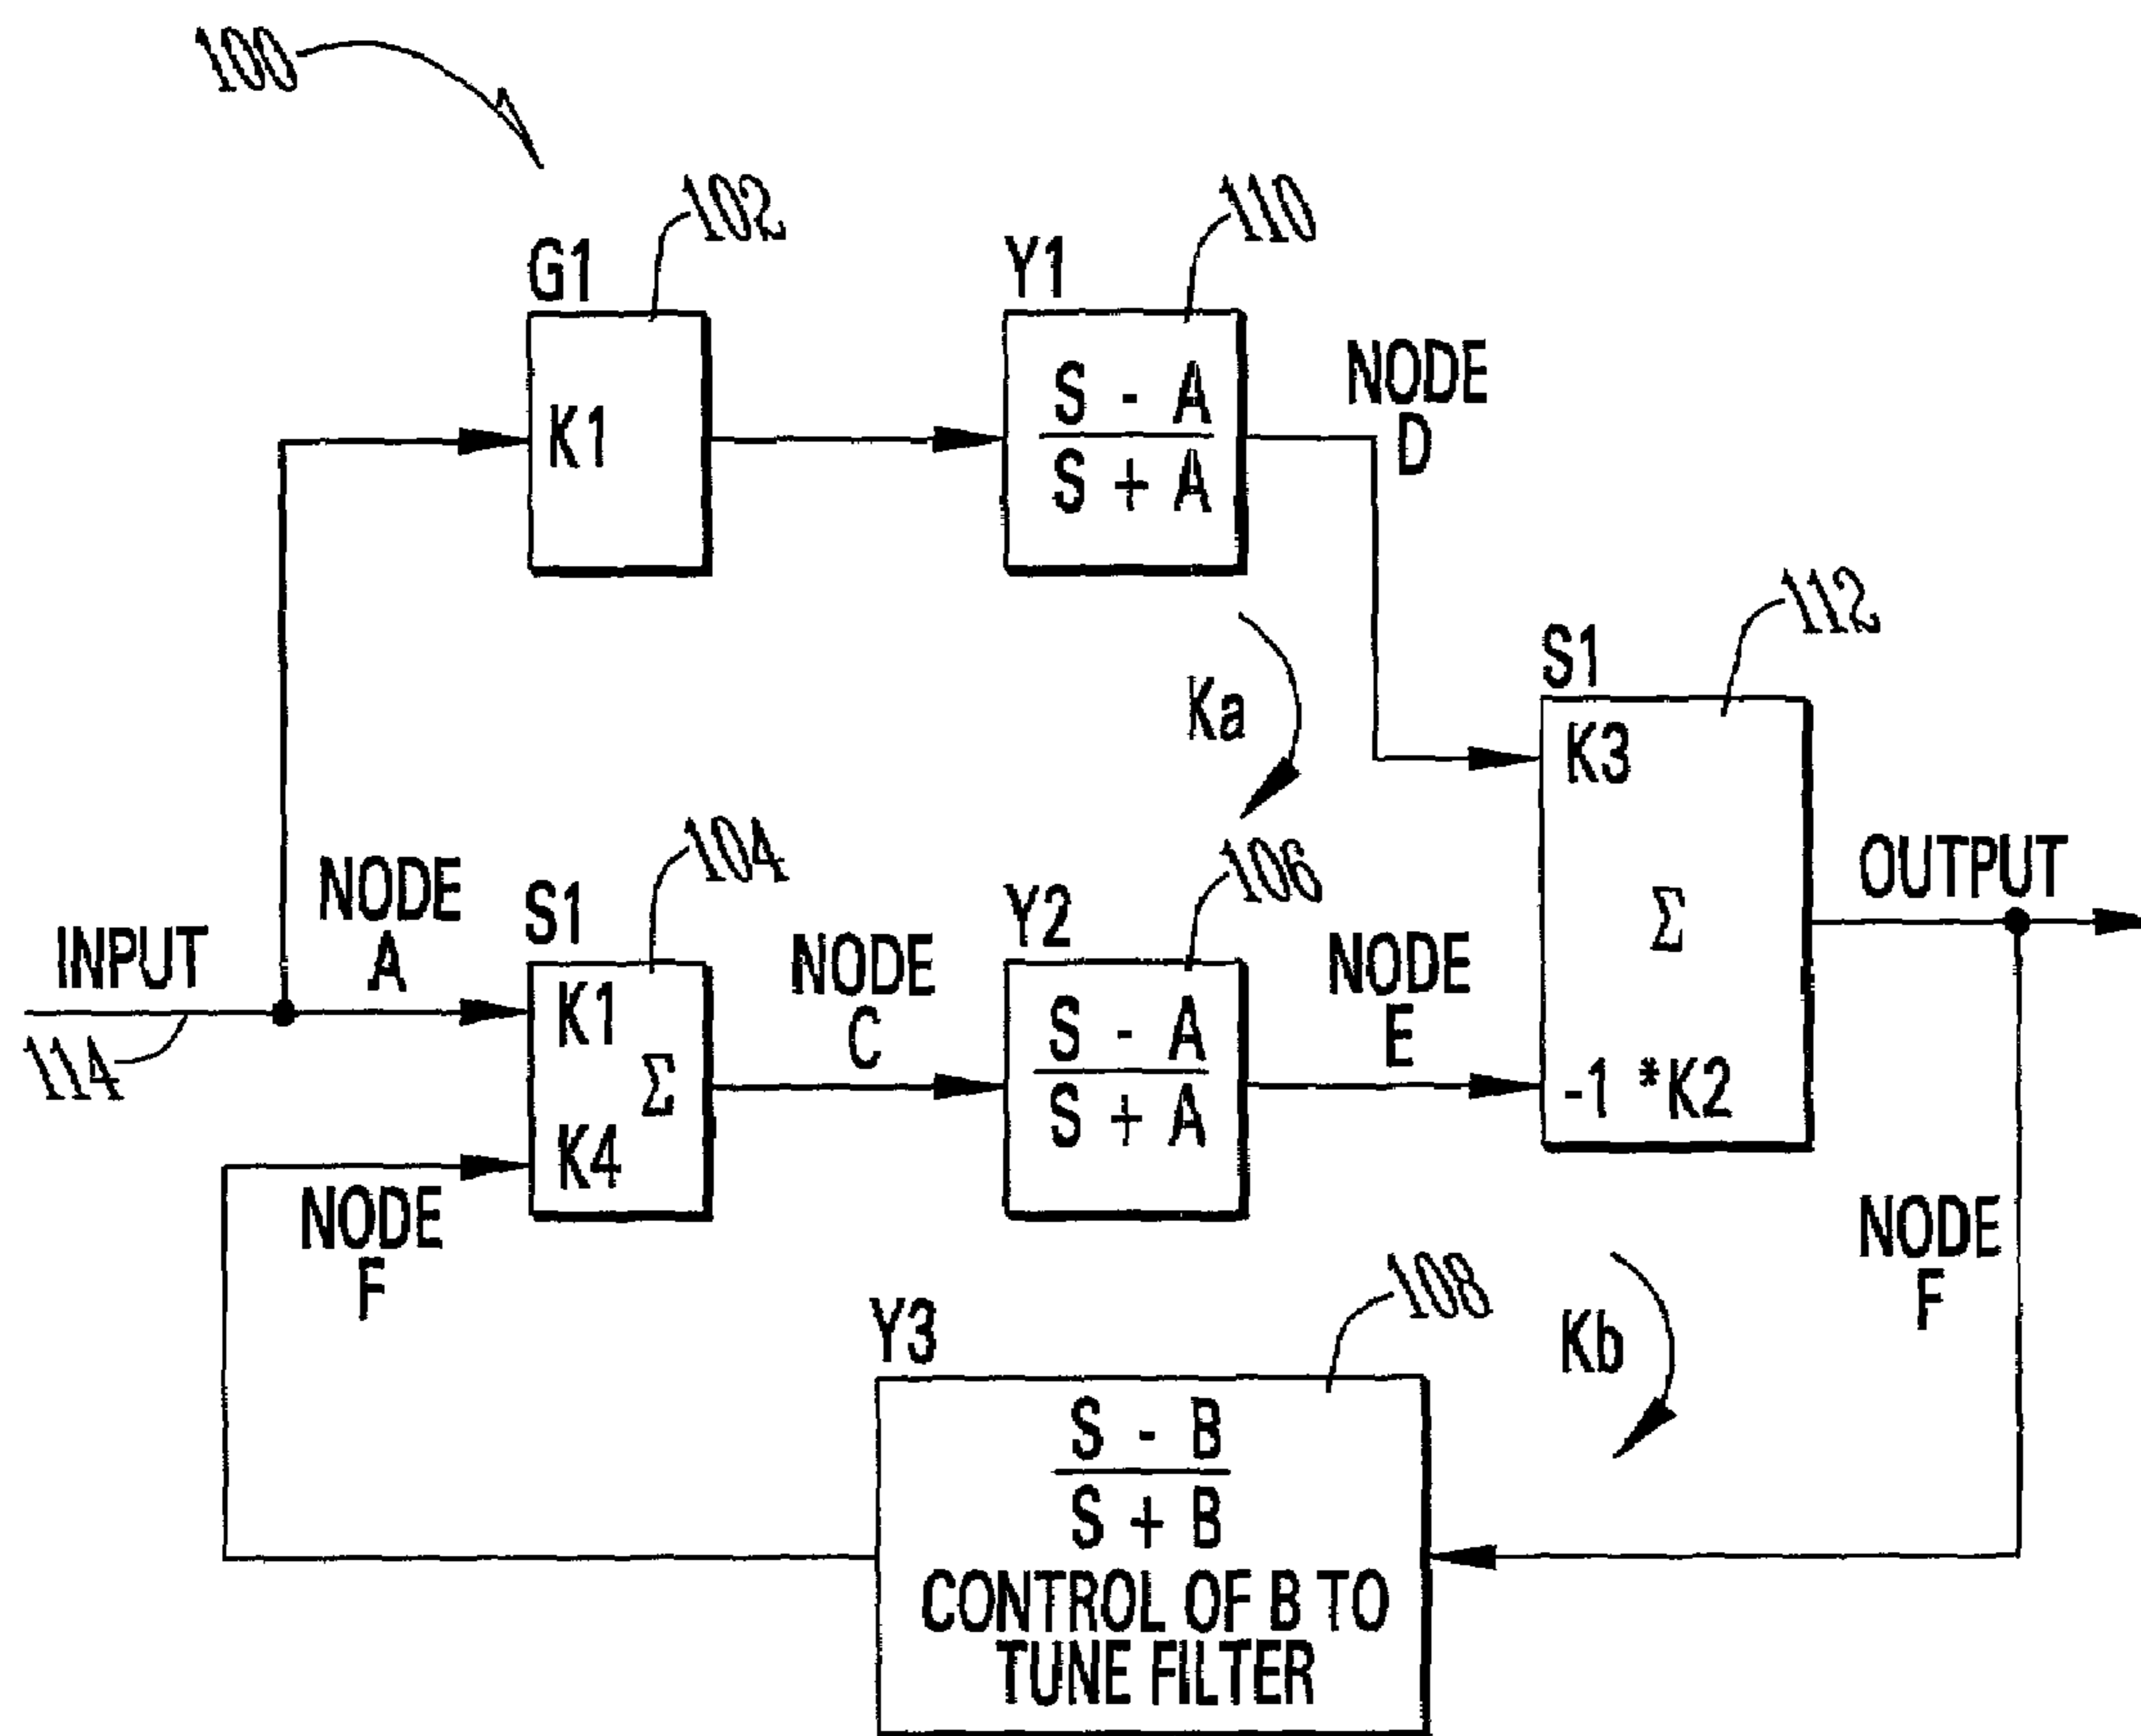 100
102
G1
K1
110
Y1
S - A
S + A
NODE
D
Ka
112
S1
K3
Σ
-1 *K2
OUTPUT
INPUT
114
NODE
A
104
S1
K1
Σ
K4
NODE
F
NODE
C
106
Y2
S - A
S + A
NODE
E
NODE
F
Kb
108
Y3
S - B
S + B
CONTROL OF B TO
TUNE FILTER